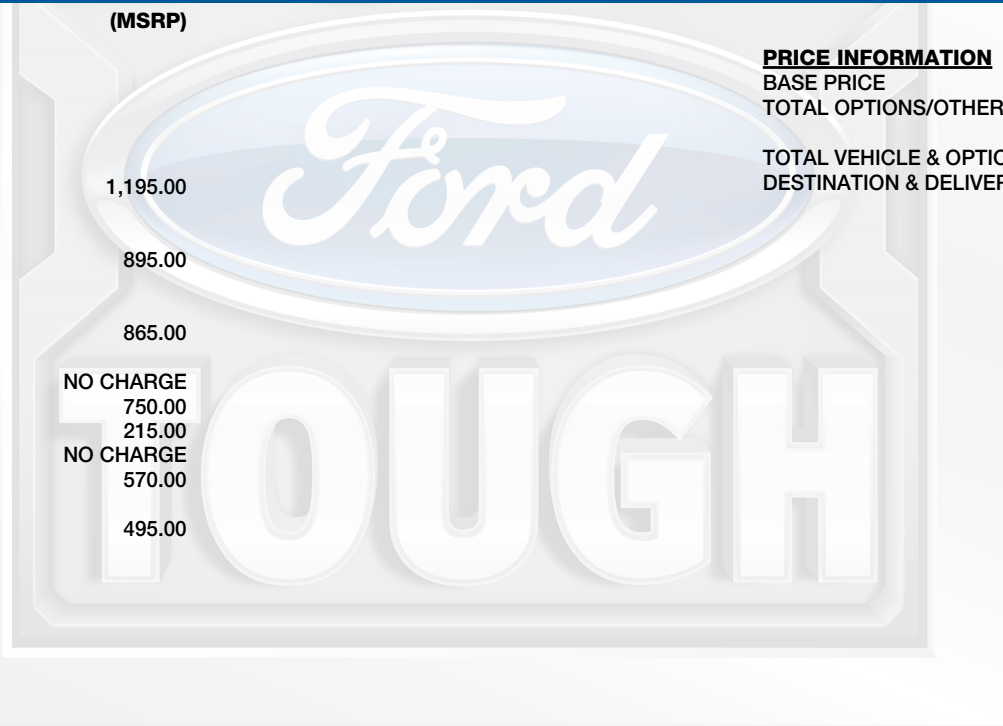 (MSRP)
1,195.00
895.00
865.00
NO CHARGE
750.00
215.00
NO CHARGE
570.00
495.00
PRICE INFORMATION
BASE PRICE
TOTAL OPTIONS/OTHER
TOTAL VEHICLE & OPTIO
DESTINATION & DELIVER
Ford
TOUGH